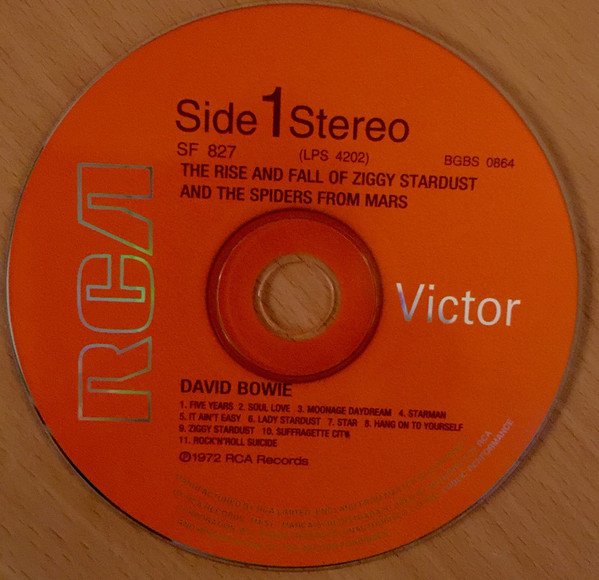 Side 1 Stereo
SF 827 (LPS 4202) BGBS 0864
THE RISE AND FALL OF ZIGGY STARDUST
AND THE SPIDERS FROM MARS
RCA
Victor
DAVID BOWIE
1. FIVE YEARS 2. SOUL LOVE 3. MOONAGE DAYDREAM 4. STARMAN
5. IT AIN'T EASY 6. LADY STARDUST 7. STAR 8. HANG ON TO YOURSELF
9. ZIGGY STARDUST 10. SUFFRAGETTE CITY
11. ROCK'N'ROLL SUICIDE
℗1972 RCA Records